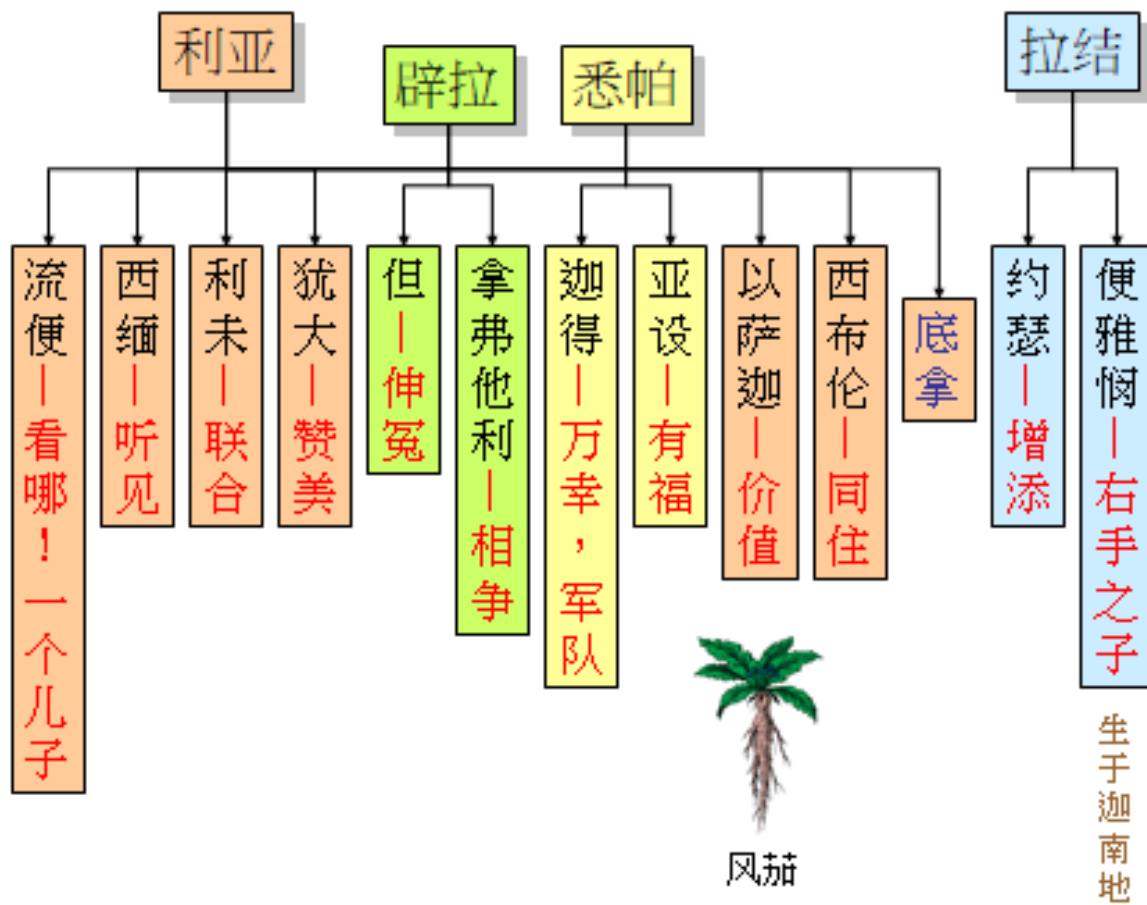 利亚
辟拉
悉帕
拉结
流便—看哪！一个儿子
西缅—听见
利未—联合
犹大—赞美
但—伸冤
拿弗他利—相争
迦得—万幸，军队
亚设—有福
以萨迦—价值
西布伦—同住
底拿
约瑟—增添
便雅悯—右手之子
风茄
生于迦南地